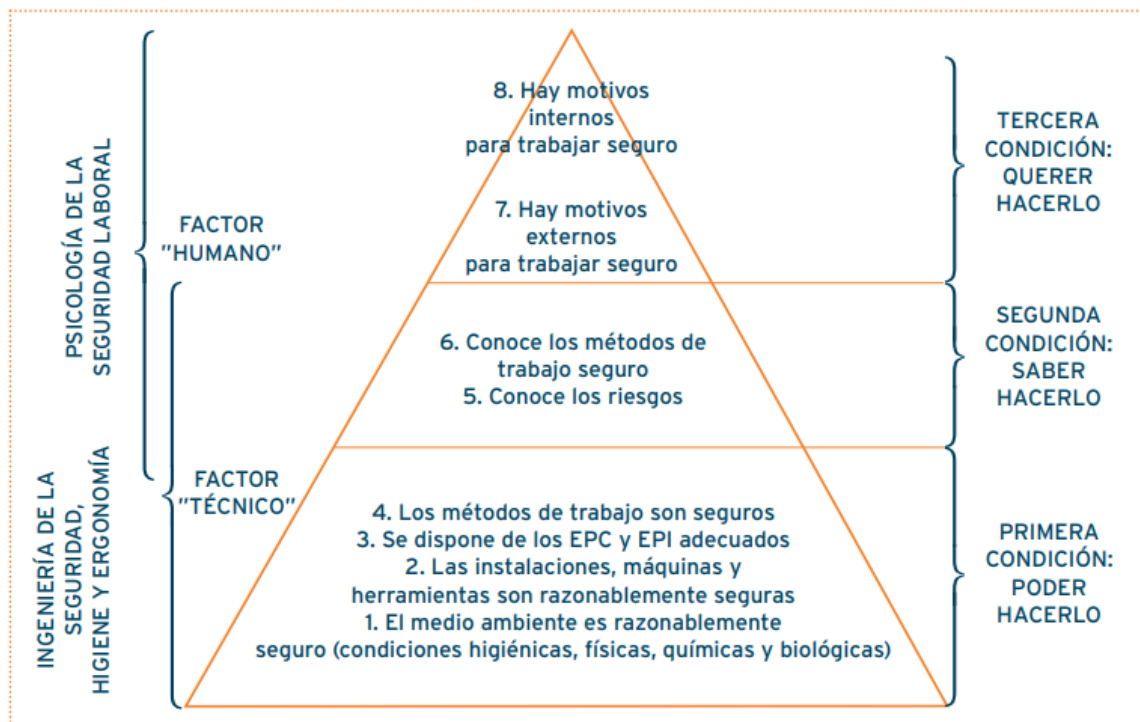 PSICOLOGÍA DE LA
SEGURIDAD LABORAL
INGENIERÍA DE LA
SEGURIDAD,
HIGIENE Y ERGONOMÍA
FACTOR
"HUMANO"
FACTOR
"TÉCNICO"
8. Hay motivos
internos
para trabajar seguro
7. Hay motivos
externos
para trabajar seguro
6. Conoce los métodos de
trabajo seguro
5. Conoce los riesgos
4. Los métodos de trabajo son seguros
3. Se dispone de los EPC y EPI adecuados
2. Las instalaciones, máquinas y
herramientas son razonablemente seguras
1. El medio ambiente es razonablemente
seguro (condiciones higiénicas, físicas, químicas y biológicas)
TERCERA
CONDICIÓN:
QUERER
HACERLO
SEGUNDA
CONDICIÓN:
SABER
HACERLO
PRIMERA
CONDICIÓN:
PODER
HACERLO